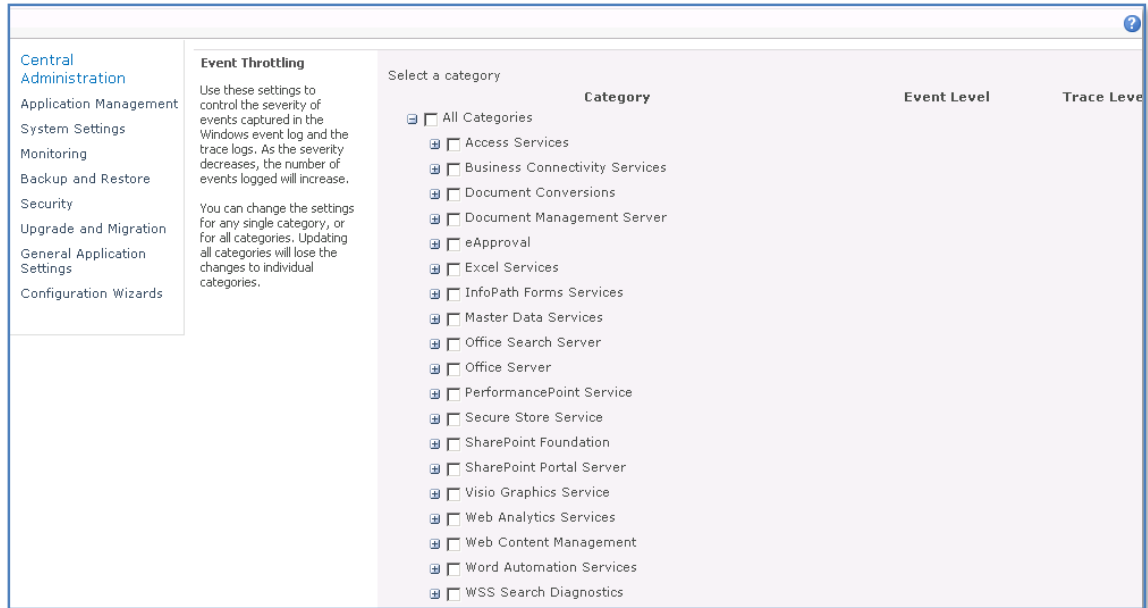 Central
Administration
Application Management
System Settings
Monitoring
Backup and Restore
Security
Upgrade and Migration
General Application
Settings
Configuration Wizards
Event Throttling
Use these settings to
control the severity of
events captured in the
Windows event log and the
trace logs. As the severity
decreases, the number of
events logged will increase.
You can change the settings
for any single category, or
for all categories. Updating
all categories will lose the
changes to individual
categories.
Select a category
Category Event Level Trace Leve
All Categories
Access Services
Business Connectivity Services
Document Conversions
Document Management Server
eApproval
Excel Services
InfoPath Forms Services
Master Data Services
Office Search Server
Office Server
PerformancePoint Service
Secure Store Service
SharePoint Foundation
SharePoint Portal Server
Visio Graphics Service
Web Analytics Services
Web Content Management
Word Automation Services
WSS Search Diagnostics